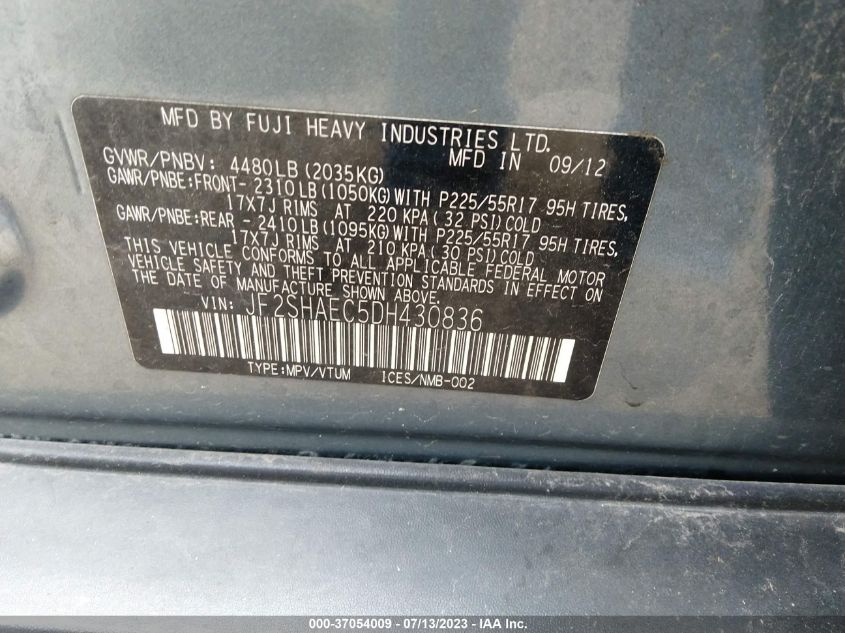 MFD BY FUJI HEAVY INDUSTRIES LTD.
GVWR/PNBV: 4480LB (2035KG) MFD IN 09/12
GAWR/PNBE:FRONT- 2310LB(1050KG)WITH P225/55R17 95H TIRES,
17X7J RIMS AT 220 KPA(32 PSI)COLD
GAWR/PNBE:REAR - 2410LB(1095KG)WITH P225/55R17 95H TIRES,
17X7J RIMS AT 210 KPA(30 PSI)COLD
THIS VEHICLE CONFORMS TO ALL APPLICABLE FEDERAL MOTOR
VEHICLE SAFETY AND THEFT PREVENTION STANDARDS IN EFFECT ON
THE DATE OF MANUFACTURE SHOWN ABOVE.
VIN: JF2SHAEC5DH430836
TYPE:MPV/VTUM ICES/NMB-002
000-37054009 - 07/13/2023 - IAA Inc.